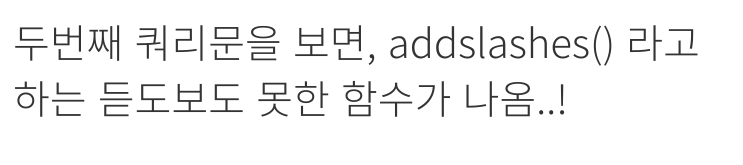 두번째 쿼리문을 보면, addslashes() 라고
하는 듣도보도 못한 함수가 나옴..!